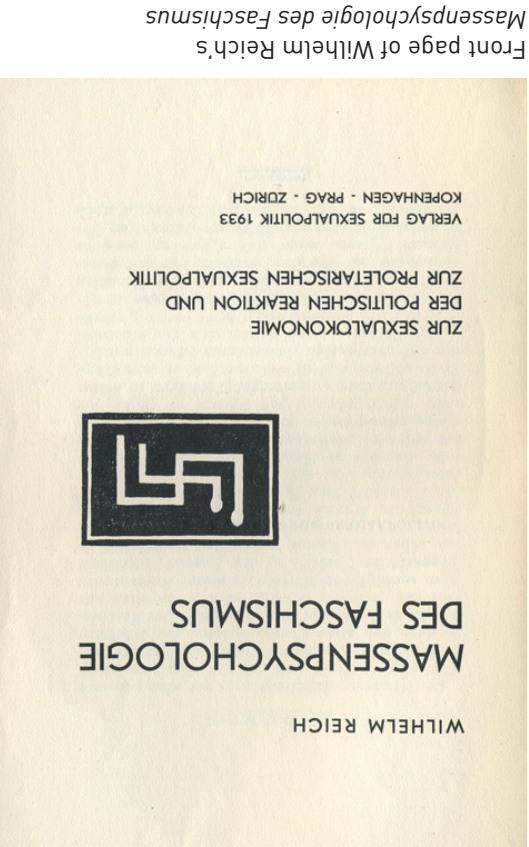 WILHELM REICH
MASSENPSYCHOLOGIE
DES FASCHISMUS
ZUR SEXUALÖKONOMIE
DER POLITISCHEN REAKTION UND
ZUR PROLETARISCHEN SEXUALPOLITIK
VERLAG FÜR SEXUALPOLITIK 1933
KOPENHAGEN - PRAG - ZÜRICH
Front page of Wilhelm Reich's
Massenpsychologie des Faschismus